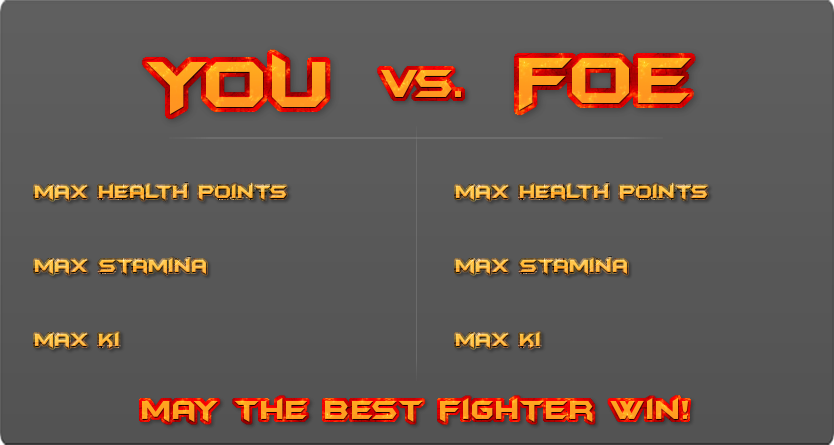 YOU VS. FOE
MAX HEALTH POINTS MAX HEALTH POINTS
MAX STAMINA MAX STAMINA
MAX KI MAX KI
MAY THE BEST FIGHTER WIN!